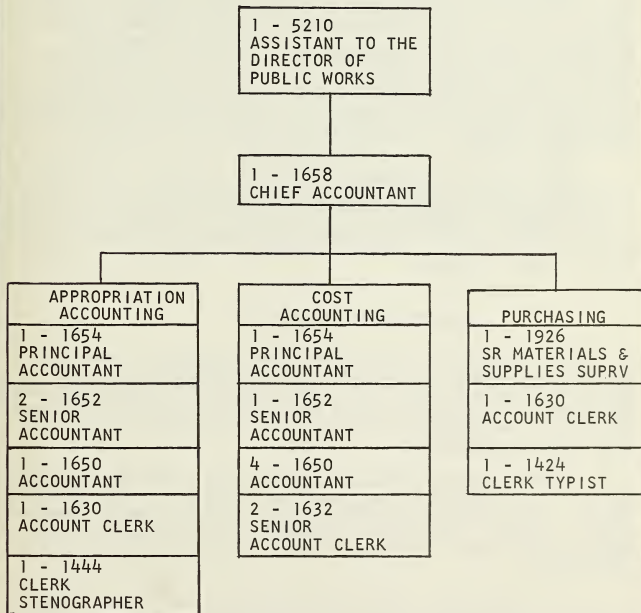 1 - 5210
ASSISTANT TO THE
DIRECTOR OF
PUBLIC WORKS
1 - 1658
CHIEF ACCOUNTANT
APPROPRIATION
ACCOUNTING
1 - 1654
PRINCIPAL
ACCOUNTANT
2 - 1652
SENIOR
ACCOUNTANT
1 - 1650
ACCOUNTANT
1 - 1630
ACCOUNT CLERK
1 - 1444
CLERK
STENOGRAPHER
COST
ACCOUNTING
1 - 1654
PRINCIPAL
ACCOUNTANT
1 - 1652
SENIOR
ACCOUNTANT
4 - 1650
ACCOUNTANT
2 - 1632
SENIOR
ACCOUNT CLERK
PURCHASING
1 - 1926
SR MATERIALS &
SUPPLIES SUPRV
1 - 1630
ACCOUNT CLERK
1 - 1424
CLERK TYPIST